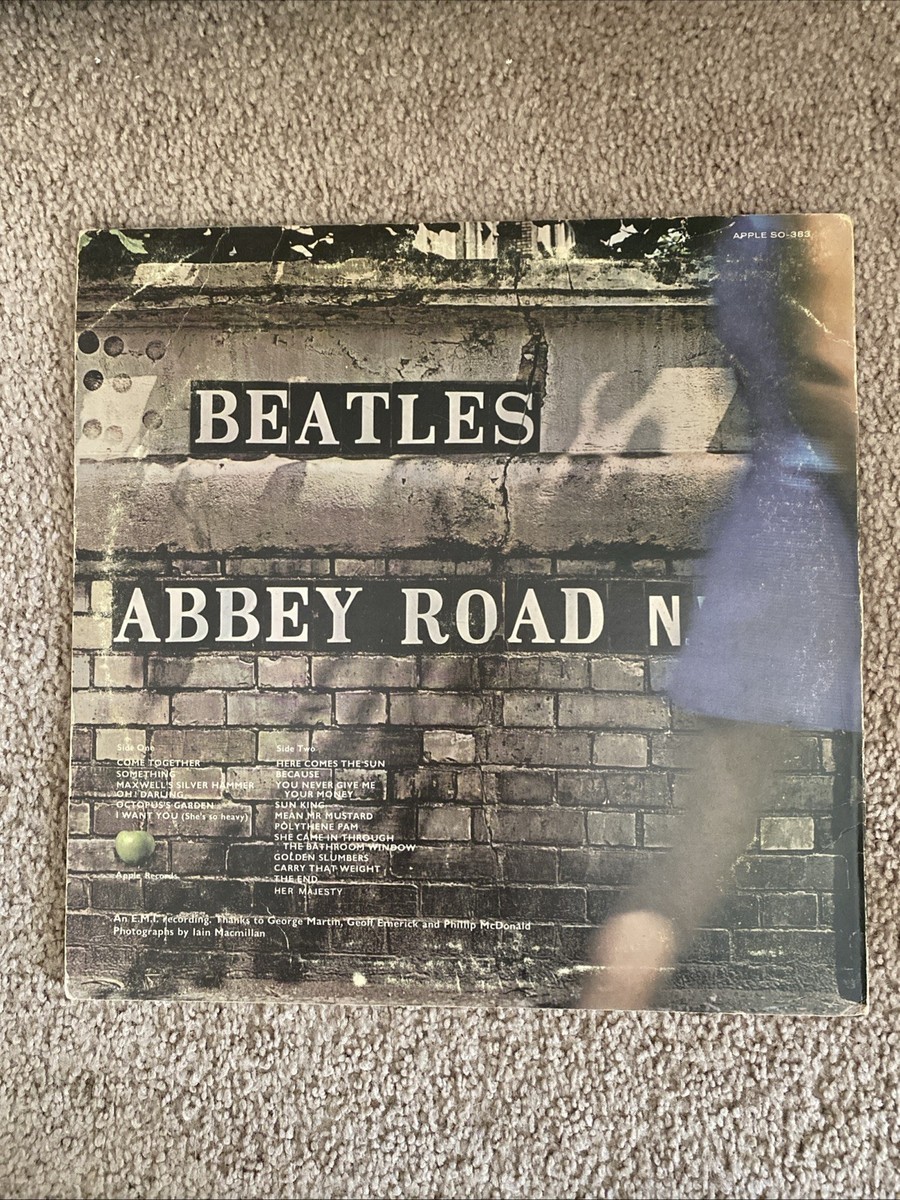 APPLE SO-383
BEATLES
ABBEY ROAD N
Side One
COME TOGETHER
SOMETHING
MAXWELL'S SILVER HAMMER
OH! DARLING
OCTOPUS'S GARDEN
I WANT YOU (She's so heavy)
Apple Records
Side Two
HERE COMES THE SUN
BECAUSE
YOU NEVER GIVE ME
YOUR MONEY
SUN KING
MEAN MR MUSTARD
POLYTHENE PAM
SHE CAME IN THROUGH
THE BATHROOM WINDOW
GOLDEN SLUMBERS
CARRY THAT WEIGHT
THE END
HER MAJESTY
An E.M.I. recording. Thanks to George Martin, Geoff Emerick and Phillip McDonald
Photographs by Iain Macmillan